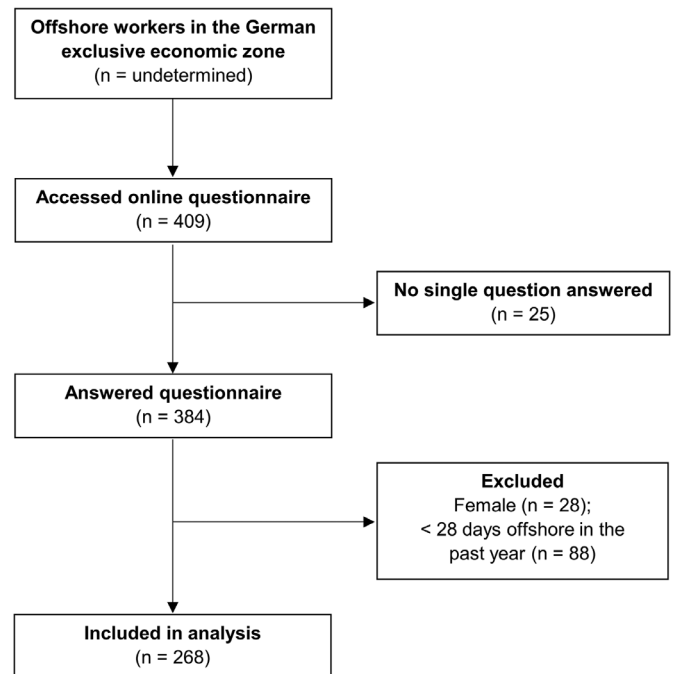 Offshore workers in the German
exclusive economic zone
(n = undetermined)
Accessed online questionnaire
(n = 409)
No single question answered
(n = 25)
Answered questionnaire
(n = 384)
Excluded
Female (n = 28);
< 28 days offshore in the
past year (n = 88)
Included in analysis
(n = 268)